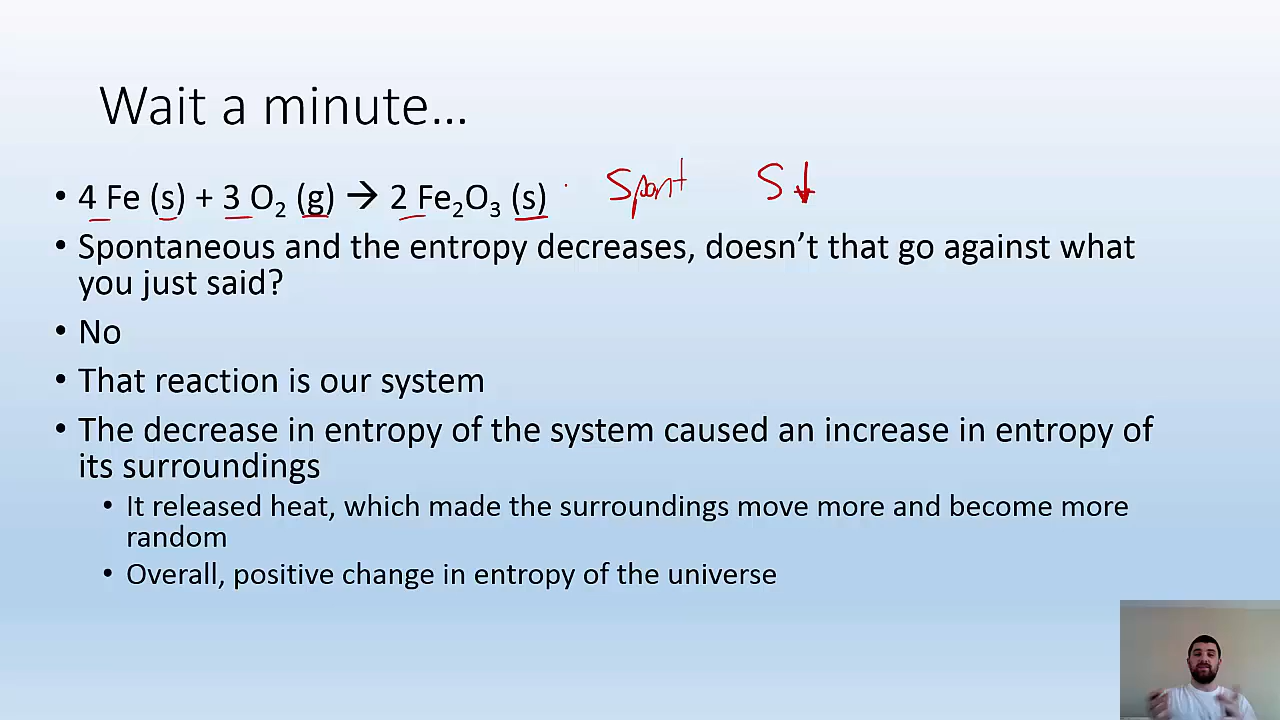 Wait a minute...
• 4 Fe (s) + 3 O₂ (g) → 2 Fe₂O₃ (s) Spont S↓
• Spontaneous and the entropy decreases, doesn’t that go against what
you just said?
• No
• That reaction is our system
• The decrease in entropy of the system caused an increase in entropy of
its surroundings
• It released heat, which made the surroundings move more and become more
random
• Overall, positive change in entropy of the universe